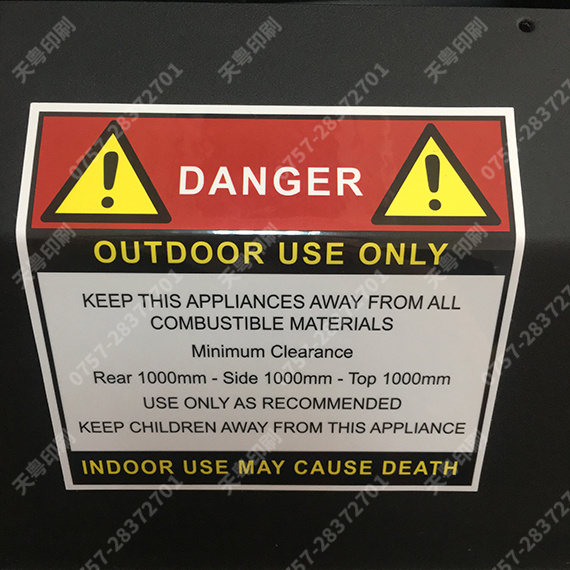 DANGER
OUTDOOR USE ONLY
KEEP THIS APPLIANCES AWAY FROM ALL
COMBUSTIBLE MATERIALS
Minimum Clearance
Rear 1000mm - Side 1000mm - Top 1000mm
USE ONLY AS RECOMMENDED
KEEP CHILDREN AWAY FROM THIS APPLIANCE
INDOOR USE MAY CAUSE DEATH
天粤印刷
0757-28372701